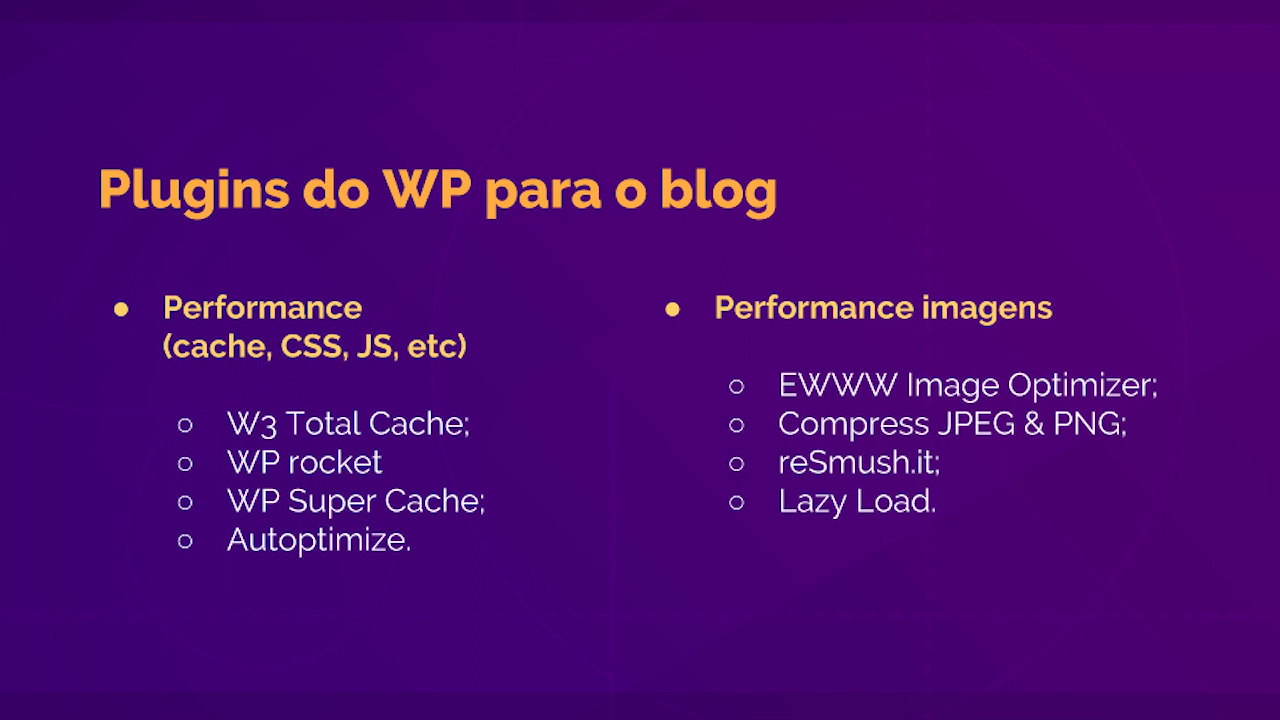 Plugins do WP para o blog
● Performance
(cache, CSS, JS, etc)
○ W3 Total Cache;
○ WP rocket
○ WP Super Cache;
○ Autoptimize.
● Performance imagens
○ EWWW Image Optimizer;
○ Compress JPEG & PNG;
○ reSmush.it;
○ Lazy Load.